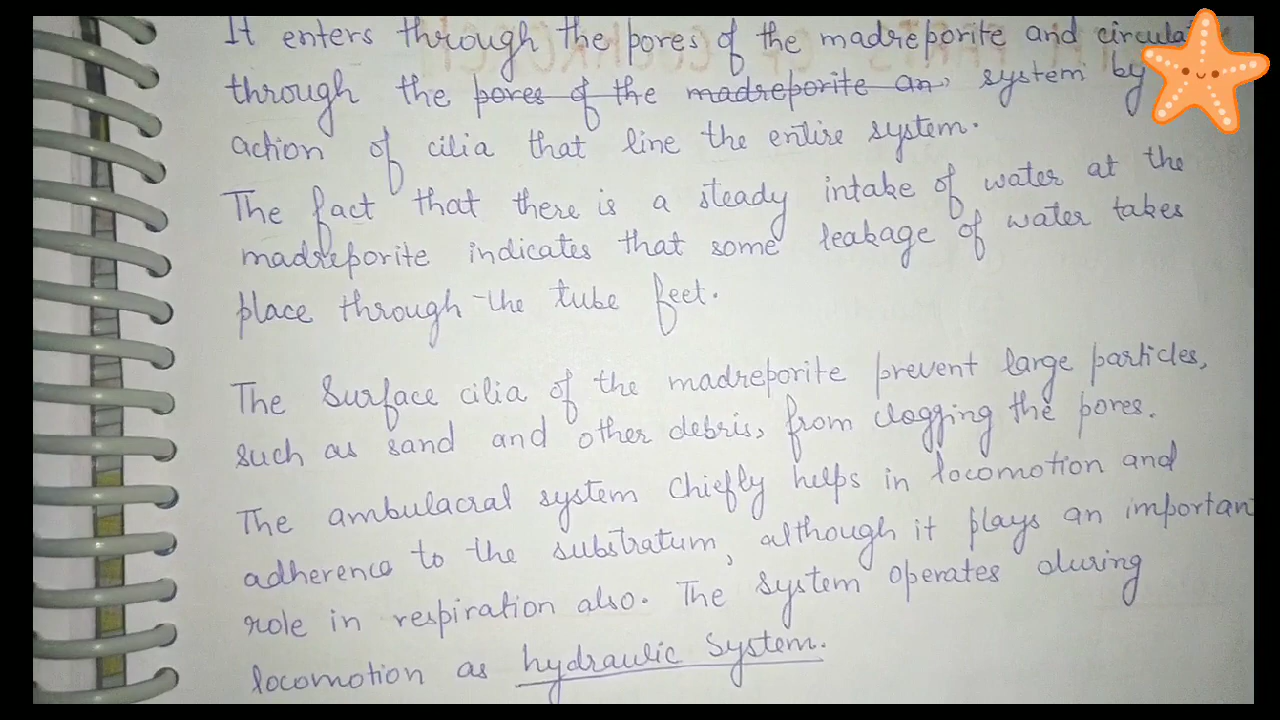 It enters through the pores of the madreporite and circula
through the pores of the madreporite an system by
action of cilia that line the entire system.
The fact that there is a steady intake of water at the
madreporite indicates that some leakage of water takes
place through the tube feet.
The Surface cilia of the madreporite prevent large particles,
such as sand and other debris, from clogging the pores.
The ambulacral system chiefly helps in locomotion and
adherence to the substratum, although it plays an importan
role in respiration also. The system operates during
locomotion as hydraulic System.